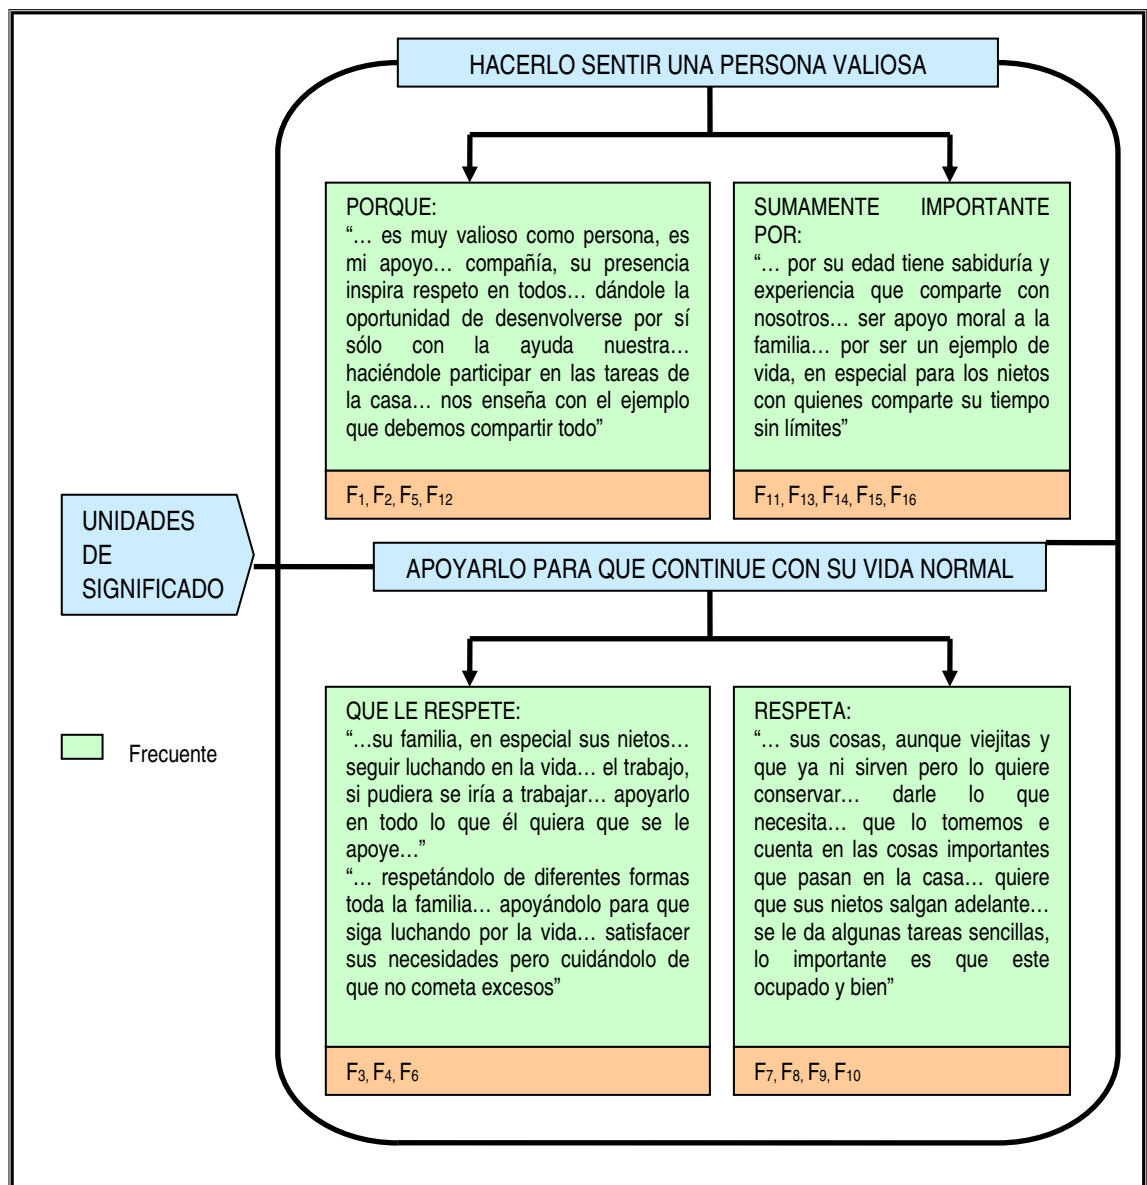 HACERLO SENTIR UNA PERSONA VALIOSA
PORQUE:
“… es muy valioso como persona, es
mi apoyo… compañía, su presencia
inspira respeto en todos… dándole la
oportunidad de desenvolverse por sí
sólo con la ayuda nuestra…
haciéndole participar en las tareas de
la casa… nos enseña con el ejemplo
que debemos compartir todo”
F1, F2, F5, F12
SUMAMENTE IMPORTANTE
POR:
“… por su edad tiene sabiduría y
experiencia que comparte con
nosotros… ser apoyo moral a la
familia… por ser un ejemplo de
vida, en especial para los nietos
con quienes comparte su tiempo
sin límites”
F11, F13, F14, F15, F16
UNIDADES
DE
SIGNIFICADO
APOYARLO PARA QUE CONTINUE CON SU VIDA NORMAL
QUE LE RESPETE:
“…su familia, en especial sus nietos…
seguir luchando en la vida… el trabajo,
si pudiera se iría a trabajar… apoyarlo
en todo lo que él quiera que se le
apoye…”
“… respetándolo de diferentes formas
toda la familia… apoyándolo para que
siga luchando por la vida… satisfacer
sus necesidades pero cuidándolo de
que no cometa excesos”
F3, F4, F6
RESPETA:
“… sus cosas, aunque viejitas y
que ya ni sirven pero lo quiere
conservar… darle lo que
necesita… que lo tomemos e
cuenta en las cosas importantes
que pasan en la casa… quiere
que sus nietos salgan adelante…
se le da algunas tareas sencillas,
lo importante es que este
ocupado y bien”
F7, F8, F9, F10
Frecuente